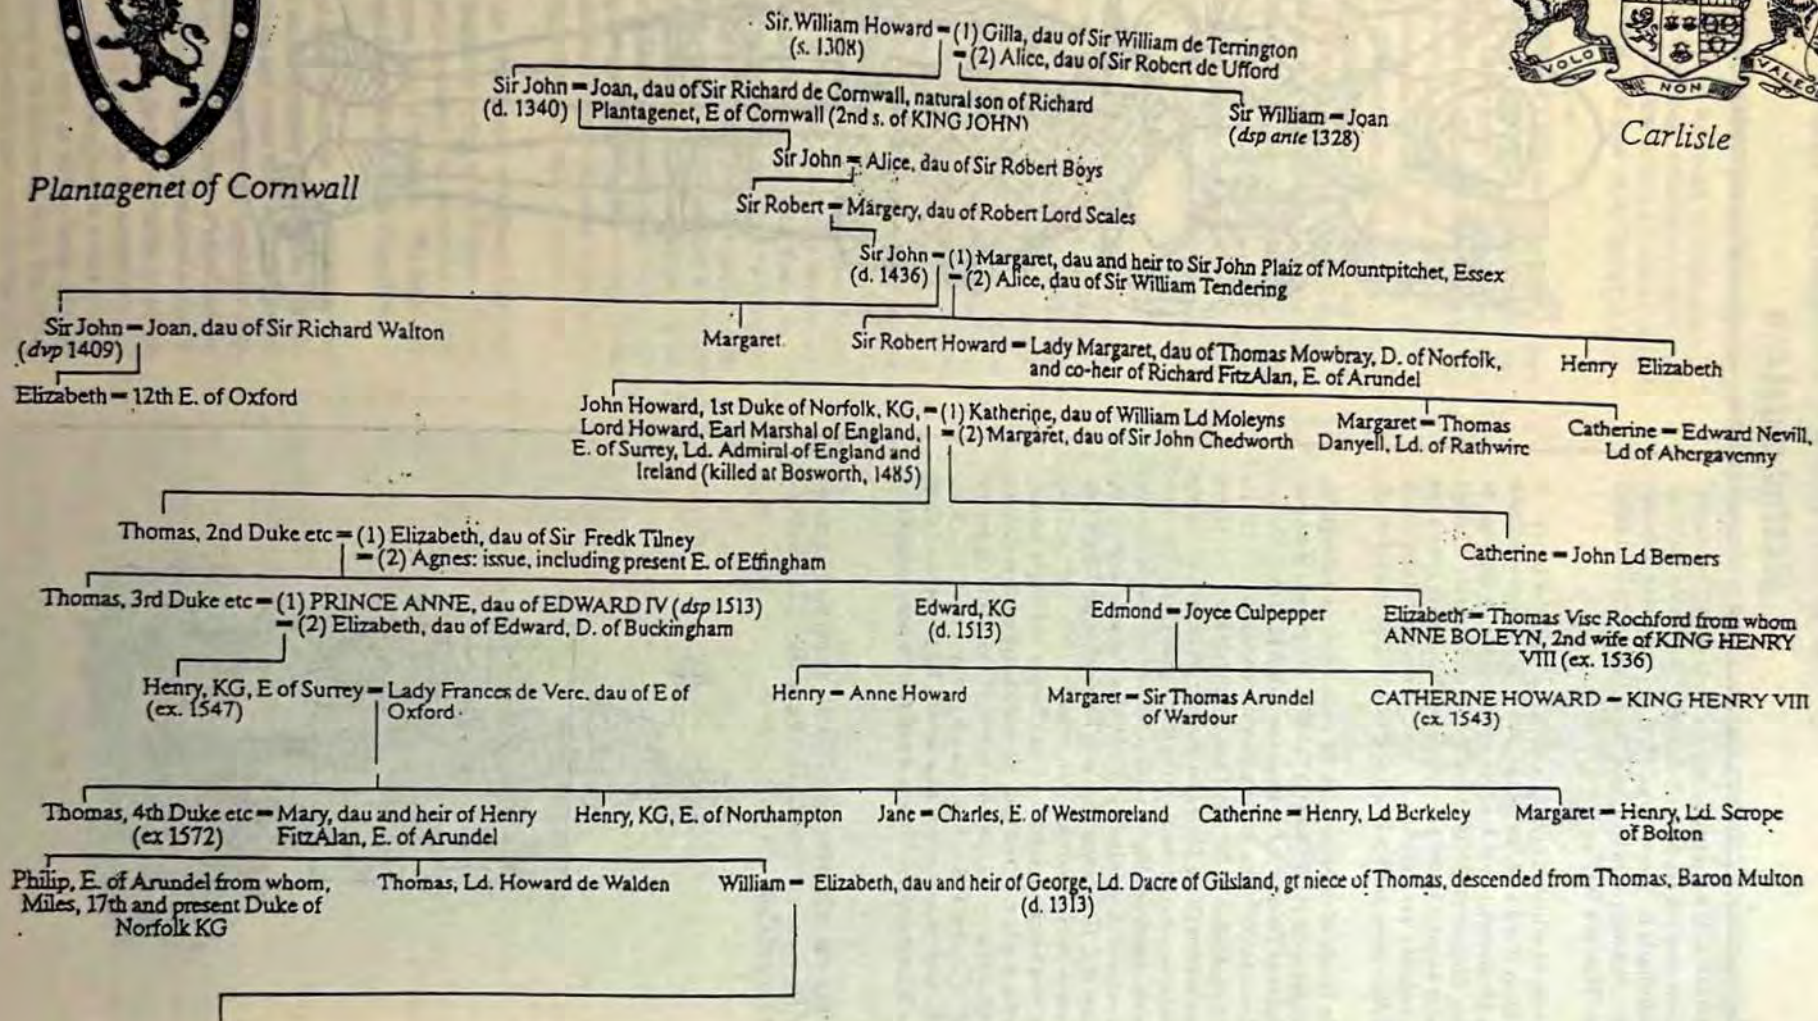 Sir. William Howard = (1) Gilla, dau of Sir William de Terrington
(s. 1308) = (2) Alice, dau of Sir Robert de Ufford
VOLO NON VALEO
Sir John = Joan, dau of Sir Richard de Cornwall, natural son of Richard
(d. 1340) Plantagenet, E of Cornwall (2nd s. of KING JOHN)
Sir William = Joan
(dsp ante 1328)
Carlisle
Plantagenet of Cornwall
Sir John = Alice, dau of Sir Robert Boys
Sir Robert = Margery, dau of Robert Lord Scales
Sir John = (1) Margaret, dau and heir to Sir John Plaiz of Mountpitchet, Essex
(d. 1436) = (2) Alice, dau of Sir William Tendering
Sir John = Joan, dau of Sir Richard Walton
(dvp 1409)
Margaret
Sir Robert Howard = Lady Margaret, dau of Thomas Mowbray, D. of Norfolk,
and co-heir of Richard FitzAlan, E. of Arundel
Henry Elizabeth
Elizabeth = 12th E. of Oxford
John Howard, 1st Duke of Norfolk, KG, = (1) Katherine, dau of William Ld Moleyns
Lord Howard, Earl Marshal of England, = (2) Margaret, dau of Sir John Chedworth
E. of Surrey, Ld. Admiral of England and
Ireland (killed at Bosworth, 1485)
Margaret = Thomas
Danyell, Ld. of Rathwire
Catherine = Edward Nevill,
Ld of Abergavenny
Thomas, 2nd Duke etc = (1) Elizabeth, dau of Sir Fredk Tilney
= (2) Agnes: issue, including present E. of Effingham
Catherine = John Ld Berners
Thomas, 3rd Duke etc = (1) PRINCE ANNE, dau of EDWARD IV (dsp 1513)
= (2) Elizabeth, dau of Edward, D. of Buckingham
Edward, KG
(d. 1513)
Edmond = Joyce Culpepper
Elizabeth = Thomas Visc Rochford from whom
ANNE BOLEYN, 2nd wife of KING HENRY
VIII (ex. 1536)
Henry, KG, E of Surrey = Lady Frances de Vere, dau of E of
(ex. 1547) Oxford
Henry = Anne Howard
Margaret = Sir Thomas Arundel
of Wardour
CATHERINE HOWARD = KING HENRY VIII
(ex. 1543)
Thomas, 4th Duke etc = Mary, dau and heir of Henry
(ex 1572) FitzAlan, E. of Arundel
Henry, KG, E. of Northampton
Jane = Charles, E. of Westmoreland
Catherine = Henry, Ld Berkeley
Margaret = Henry, Ld. Scrope
of Bolton
Philip, E. of Arundel from whom,
Miles, 17th and present Duke of
Norfolk KG
Thomas, Ld. Howard de Walden
William = Elizabeth, dau and heir of George, Ld. Dacre of Gilsland, gt niece of Thomas, descended from Thomas, Baron Multon
(d. 1313)